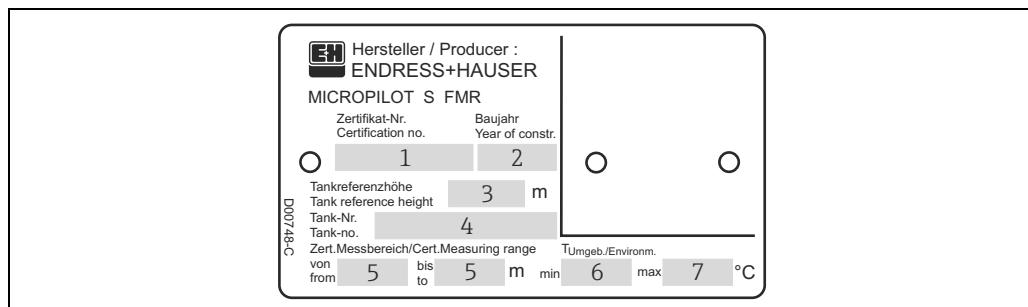 E+H Hersteller / Producer :
ENDRESS+HAUSER
MICROPILOT S FMR
Zertifikat-Nr. Baujahr
Certification no. Year of constr.
1 2
Tankreferenzhöhe
Tank reference height 3 m
Tank-Nr.
Tank-no. 4
Zert.Messbereich/Cert.Measuring range TUmgeb./Environm.
von 5 bis 5 m min 6 max 7 °C
from to
D00748-C